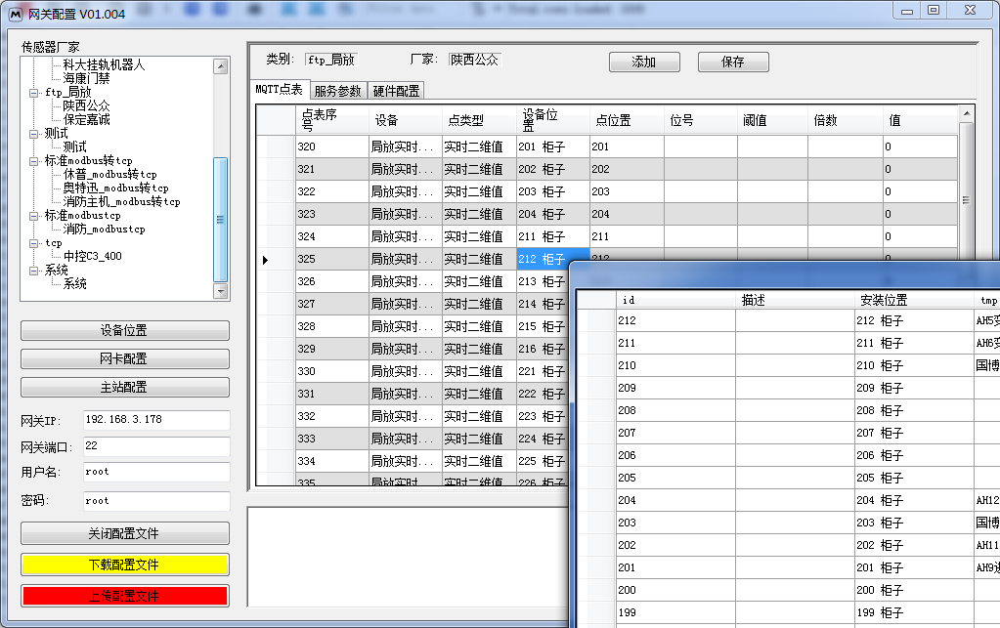 网关配置 V01.004
传感器厂家
科大挂轨机器人
海康门禁
ftp_局放
陕西公众
保定嘉诚
测试
测试
标准modbus转tcp
休普_modbus转tcp
奥特迅_modbus转tcp
消防主机_modbus转tcp
标准modbustcp
消防_modbustcp
tcp
中控C3_400
系统
系统
设备位置
网卡配置
主站配置
网关IP: 192.168.3.178
网关端口: 22
用户名: root
密码: root
关闭配置文件
下载配置文件
上传配置文件
类别: ftp_局放 厂家: 陕西公众 添加 保存
MQTT点表 服务参数 硬件配置
点表序号 设备 点类型 设备位置 点位置 位号 阈值 倍数 值
320 局放实时... 实时二维值 201 柜子 201 0
321 局放实时... 实时二维值 202 柜子 202 0
322 局放实时... 实时二维值 203 柜子 203 0
323 局放实时... 实时二维值 204 柜子 204 0
324 局放实时... 实时二维值 211 柜子 211 0
325 局放实时... 实时二维值 212 柜子 212 0
326 局放实时... 实时二维值 213 柜子
327 局放实时... 实时二维值 214 柜子
328 局放实时... 实时二维值 215 柜子
329 局放实时... 实时二维值 216 柜子
330 局放实时... 实时二维值 221 柜子
331 局放实时... 实时二维值 222 柜子
332 局放实时... 实时二维值 223 柜子
333 局放实时... 实时二维值 224 柜子
334 局放实时... 实时二维值 225 柜子
335 局放实时... 实时二维值 226 柜子
id 描述 安装位置 tmp
212 212 柜子 AH5变
211 211 柜子 AH6变
210 210 柜子 国博
209 209 柜子
208 208 柜子
207 207 柜子
206 206 柜子
205 205 柜子
204 204 柜子 AH12
203 203 柜子 国博
202 202 柜子 AH11
201 201 柜子 AH9进
200 200 柜子
199 199 柜子